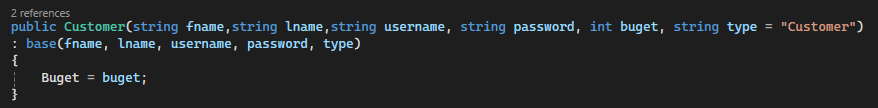 2 references
public Customer(string fname,string lname,string username, string password, int buget, string type = "Customer")
: base(fname, lname, username, password, type)
{
Buget = buget;
}